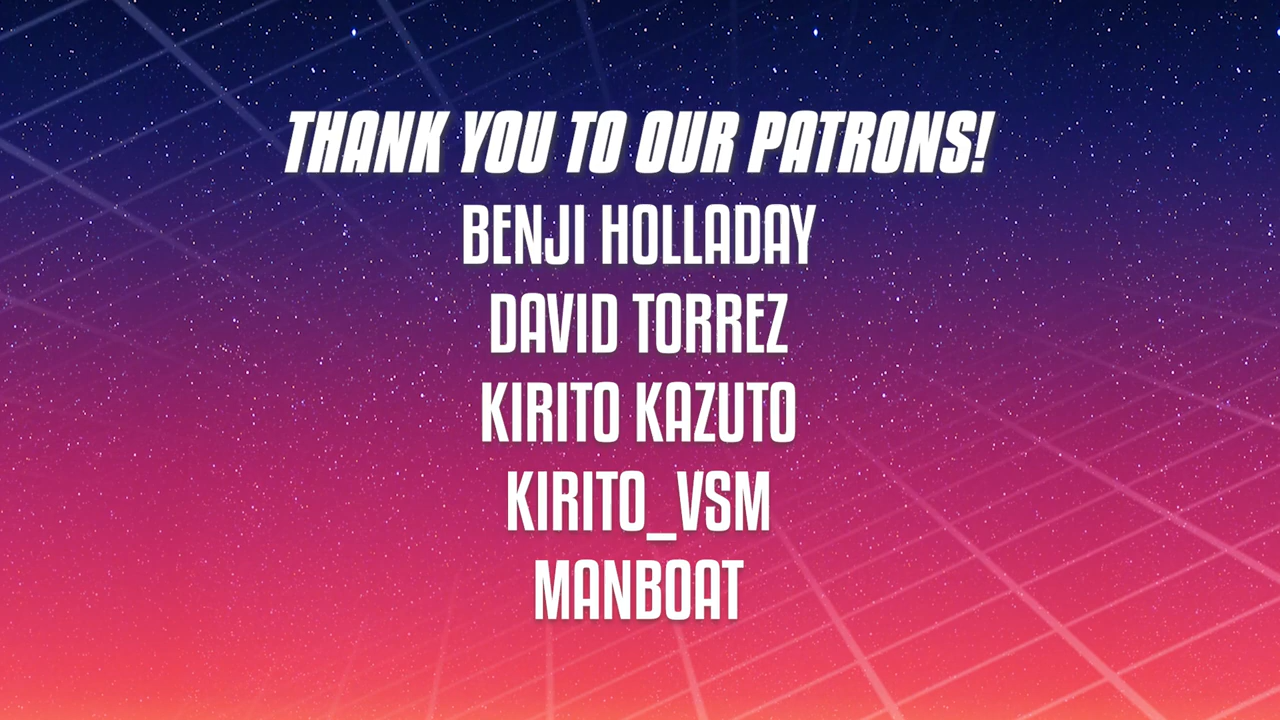 THANK YOU TO OUR PATRONS!
BENJI HOLLADAY
DAVID TORREZ
KIRITO KAZUTO
KIRITO_VSM
MANBOAT